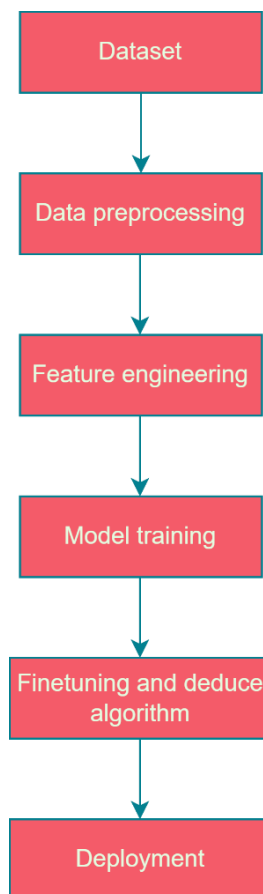 Dataset
Data preprocessing
Feature engineering
Model training
Finetuning and deduce
algorithm
Deployment